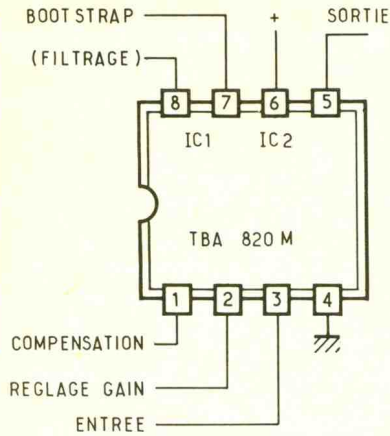 BOOTSTRAP + SORTIE
(FILTRAGE)
8 7 6 5
IC1 IC2
TBA 820 M
1 2 3 4
COMPENSATION
REGLAGE GAIN
ENTREE